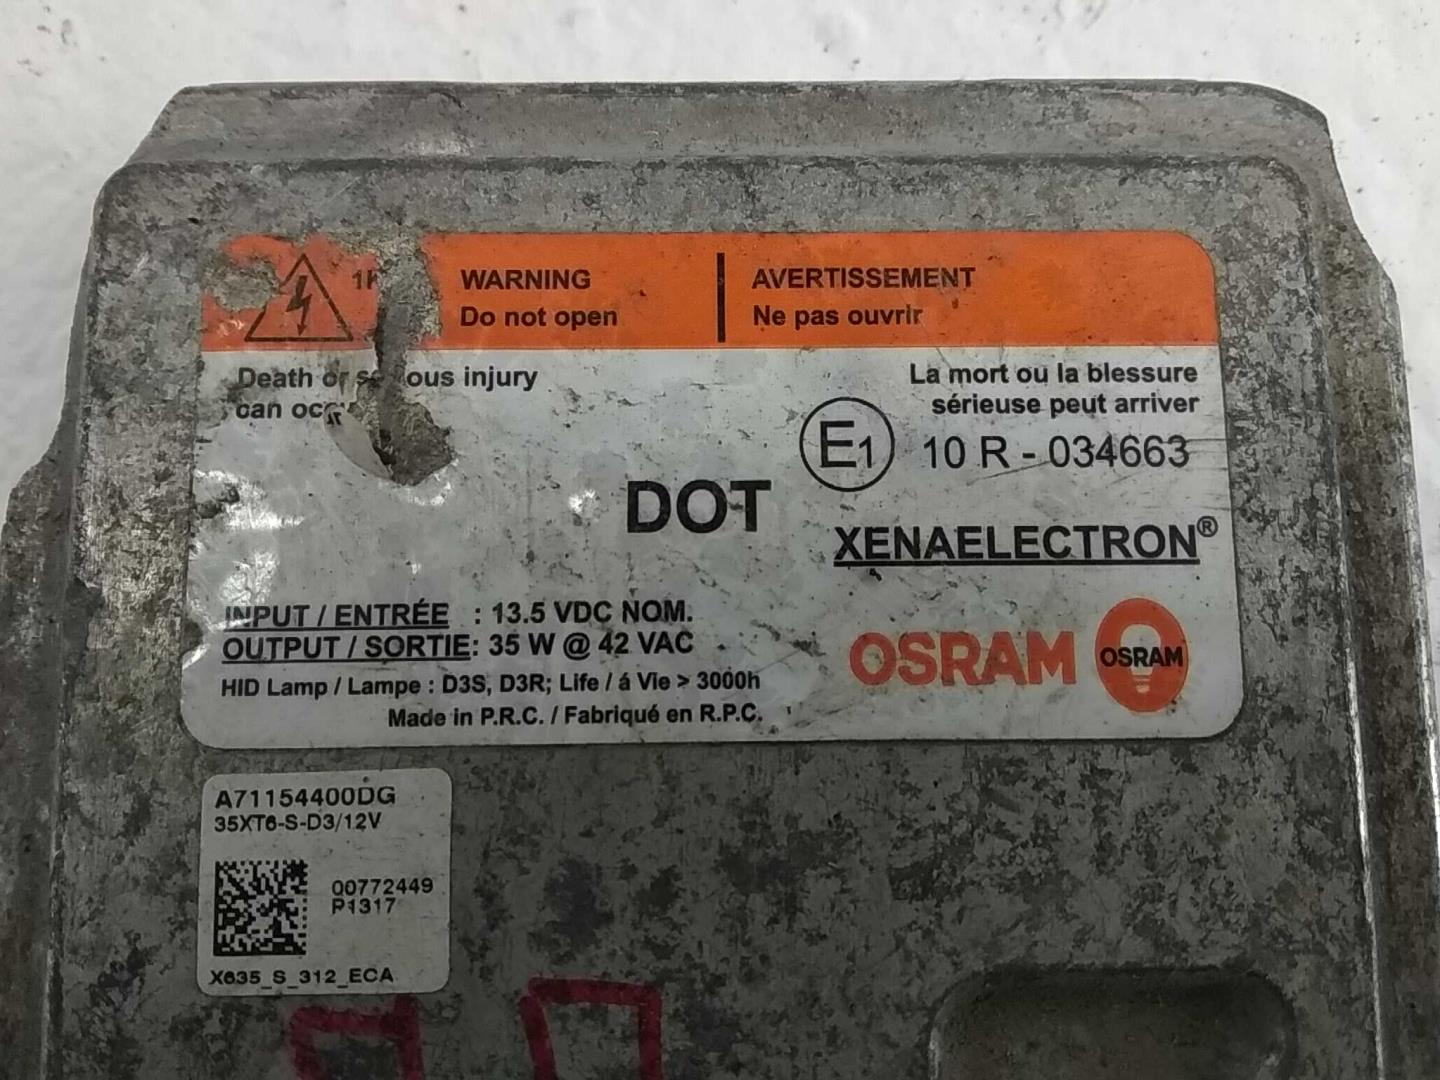 WARNING
Do not open
AVERTISSEMENT
Ne pas ouvrir
Death or ous injury
can
La mort ou la blessure
sérieuse peut arriver
E1 10 R - 034663
DOT
XENAELECTRON®
INPUT / ENTRÉE : 13.5 VDC NOM.
OUTPUT / SORTIE: 35 W @ 42 VAC
HID Lamp / Lampe : D3S, D3R; Life / á Vie > 3000h
Made in P.R.C. / Fabriqué en R.P.C.
OSRAM OSRAM
A71154400DG
35XT6-S-D3/12V
00772449
P1317
X635_S_312_ECA